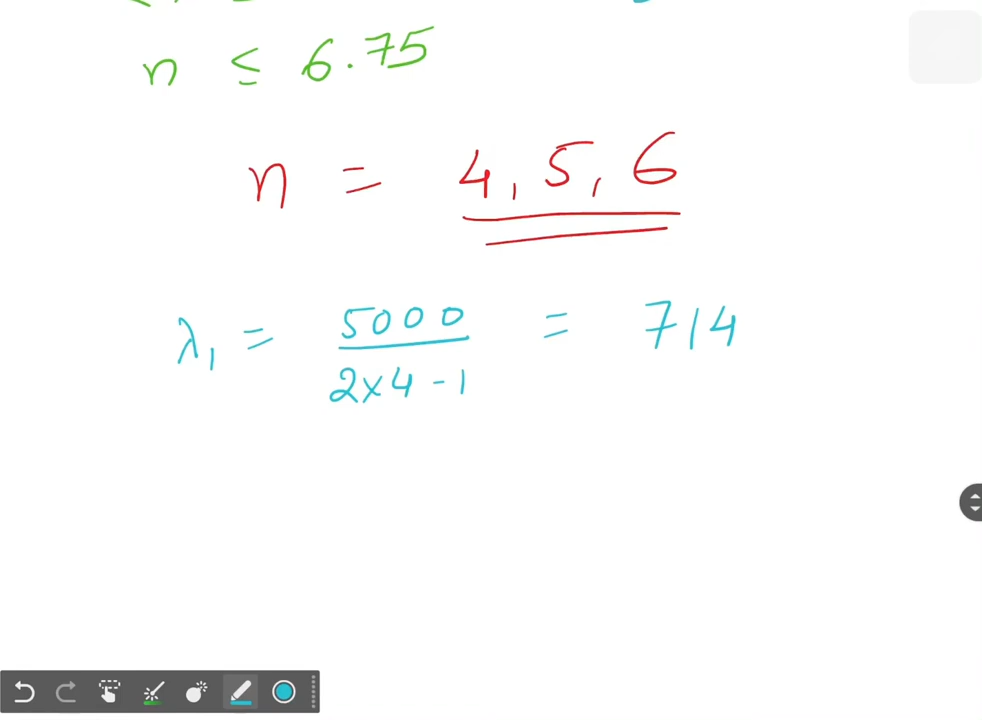 n ≤ 6.75
n = 4, 5, 6
λ₁ = 5000 / 2×4-1 = 714